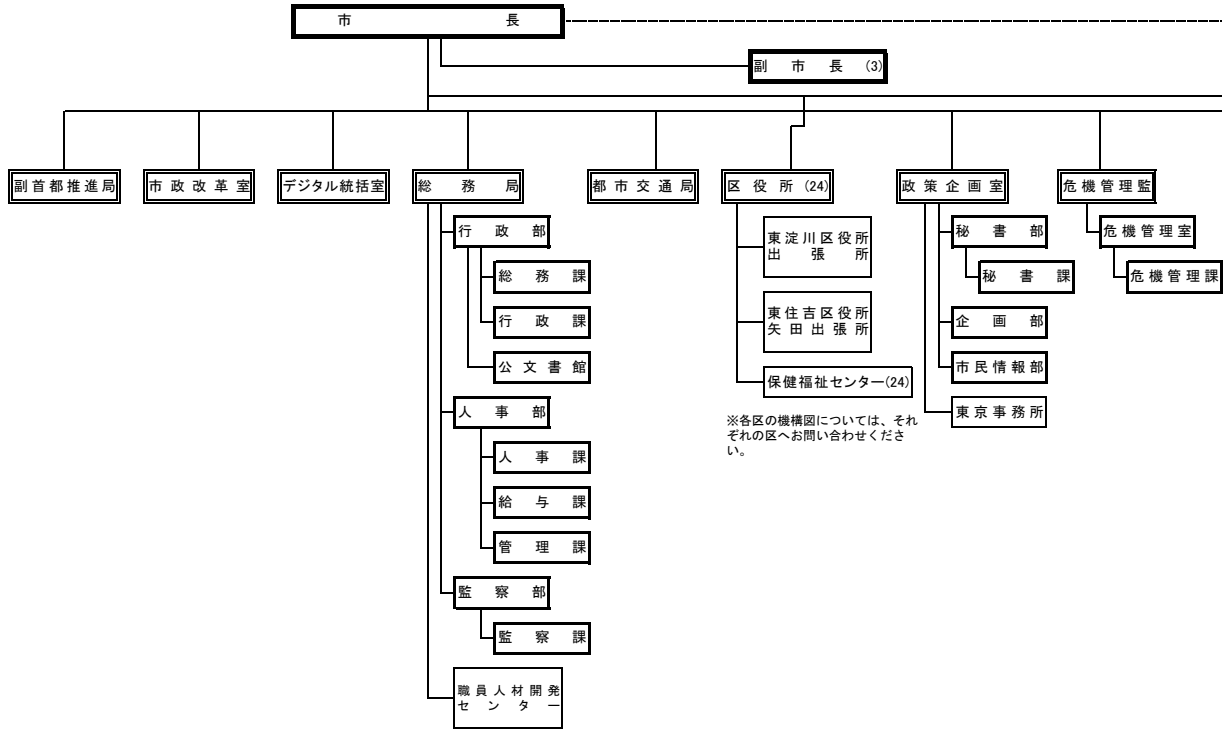 市長
副市長 (3)
副首都推進局
市政改革室
デジタル統括室
総務局
都市交通局
区役所 (24)
政策企画室
危機管理監
行政部
総務課
行政課
公文書館
人事部
人事課
給与課
管理課
監察部
監察課
職員人材開発
センター
東淀川区役所
出張所
東住吉区役所
矢田出張所
保健福祉センター(24)
※各区の機構図については、それ
ぞれの区へお問い合わせくださ
い。
秘書部
秘書課
企画部
市民情報部
東京事務所
危機管理室
危機管理課